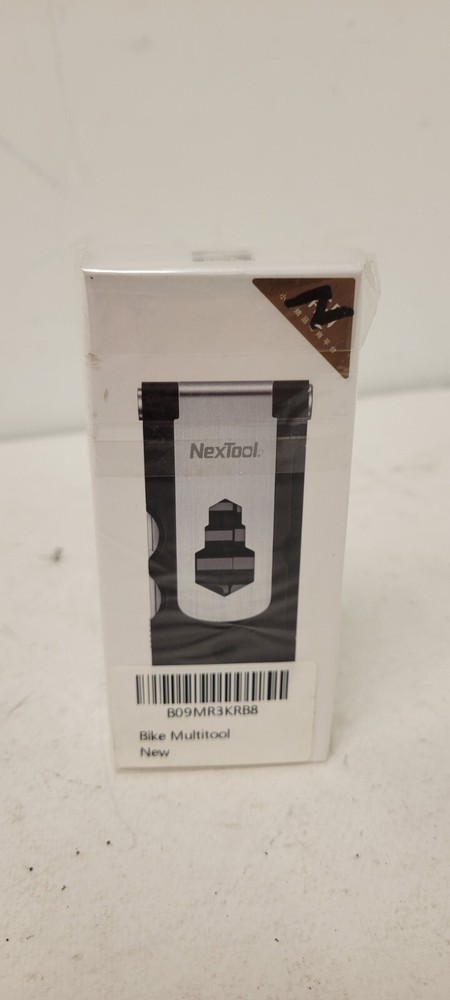 N
NexTool
B09MR3KRB8
Bike Multitool
New